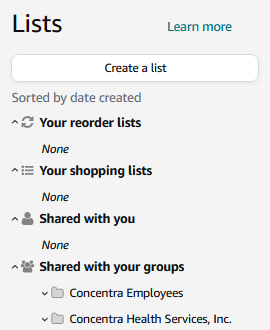 Lists
Learn more
Create a list
Sorted by date created
Your reorder lists
None
Your shopping lists
None
Shared with you
None
Shared with your groups
Concentra Employees
Concentra Health Services, Inc.